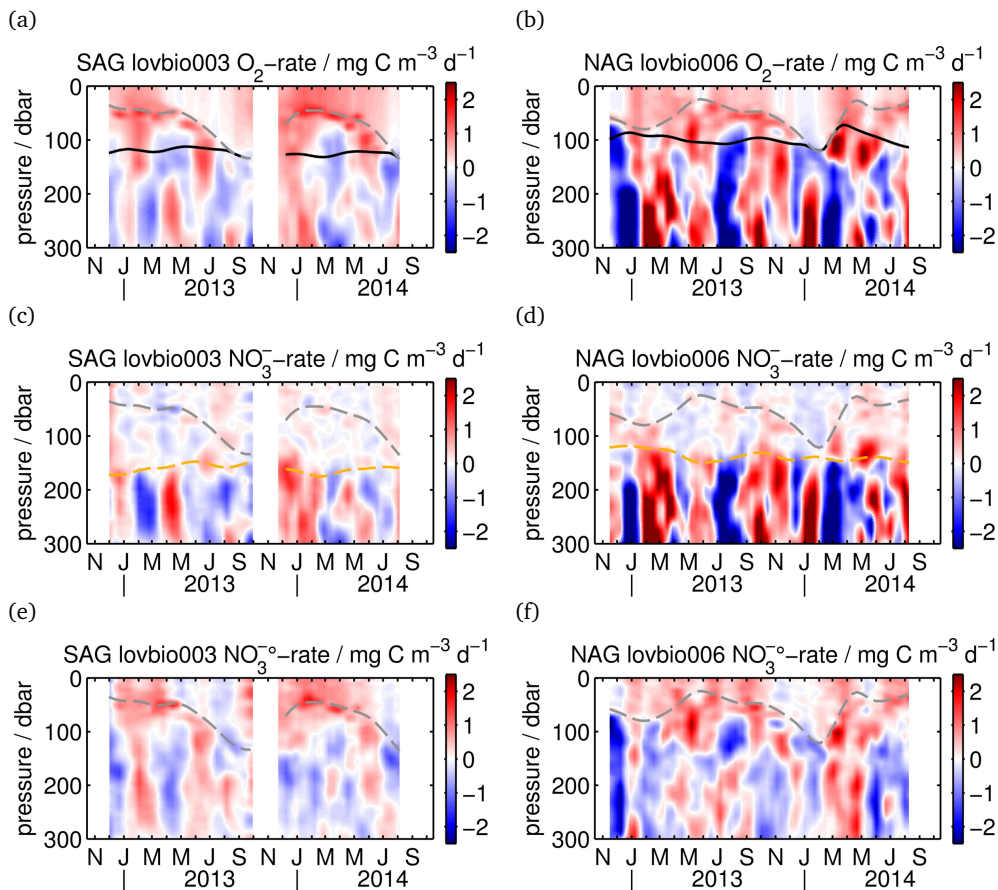 (a)
SAG lovbio003 O₂−rate / mg C m⁻³ d⁻¹
pressure / dbar
0
100
200
300
N J M M J S N J M M J S
| 2013 | 2014
2
1
0
−1
−2
(b)
NAG lovbio006 O₂−rate / mg C m⁻³ d⁻¹
pressure / dbar
0
100
200
300
N J M M J S N J M M J S
| 2013 | 2014
2
1
0
−1
−2
(c)
SAG lovbio003 NO₃⁻−rate / mg C m⁻³ d⁻¹
pressure / dbar
0
100
200
300
N J M M J S N J M M J S
| 2013 | 2014
2
1
0
−1
−2
(d)
NAG lovbio006 NO₃⁻−rate / mg C m⁻³ d⁻¹
pressure / dbar
0
100
200
300
N J M M J S N J M M J S
| 2013 | 2014
2
1
0
−1
−2
(e)
SAG lovbio003 NO₃⁻°−rate / mg C m⁻³ d⁻¹
pressure / dbar
0
100
200
300
N J M M J S N J M M J S
| 2013 | 2014
2
1
0
−1
−2
(f)
NAG lovbio006 NO₃⁻°−rate / mg C m⁻³ d⁻¹
pressure / dbar
0
100
200
300
N J M M J S N J M M J S
| 2013 | 2014
2
1
0
−1
−2